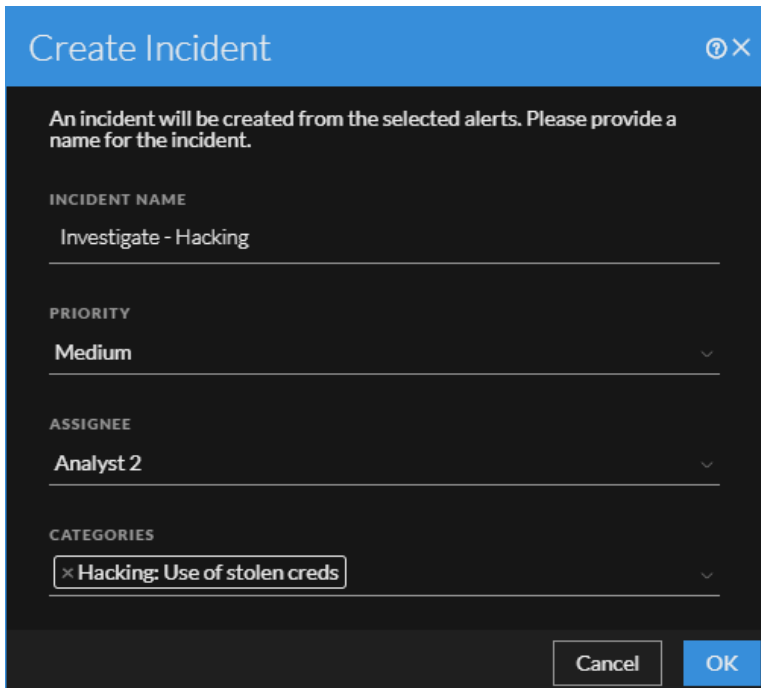 Create Incident
An incident will be created from the selected alerts. Please provide a
name for the incident.
INCIDENT NAME
Investigate - Hacking
PRIORITY
Medium
ASSIGNEE
Analyst 2
CATEGORIES
× Hacking: Use of stolen creds
Cancel OK